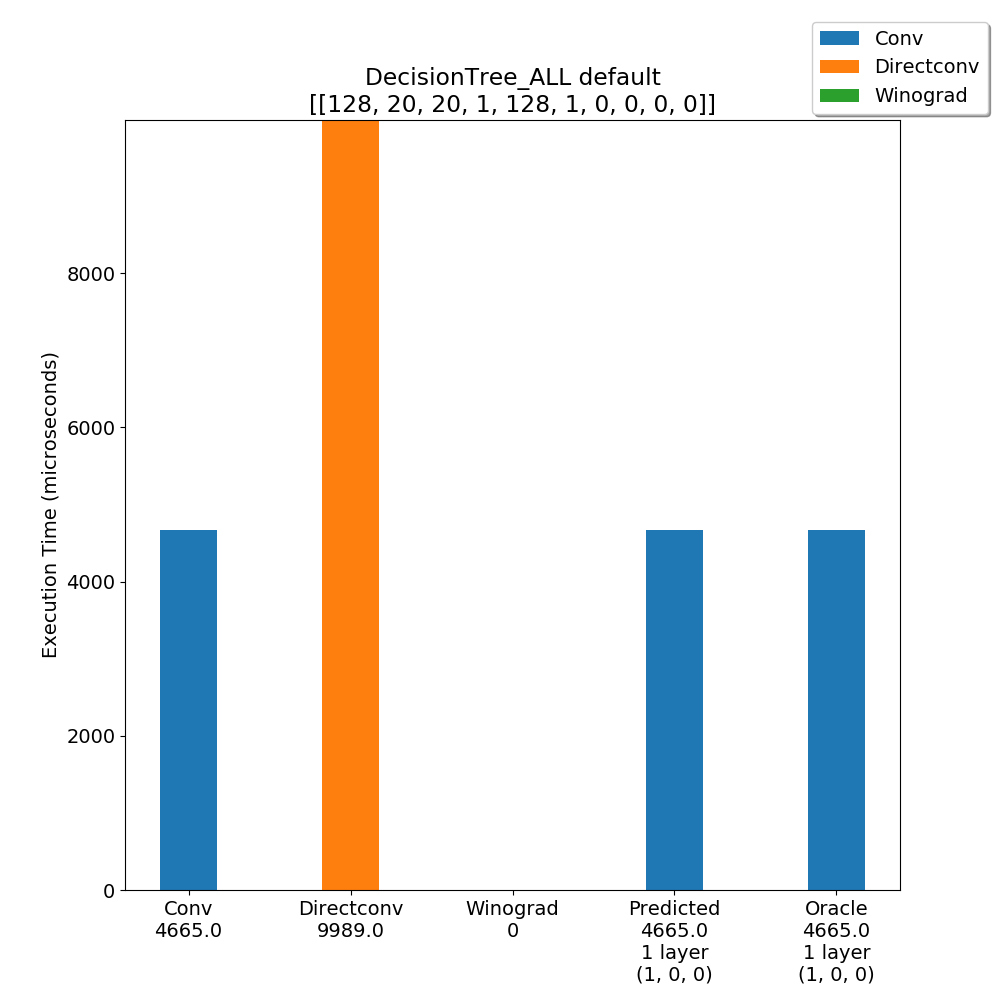 Conv
Directconv
Winograd
DecisionTree_ALL default
[[128, 20, 20, 1, 128, 1, 0, 0, 0, 0]]
Execution Time (microseconds)
8000
6000
4000
2000
0
Conv
4665.0
Directconv
9989.0
Winograd
0
Predicted
4665.0
1 layer
(1, 0, 0)
Oracle
4665.0
1 layer
(1, 0, 0)